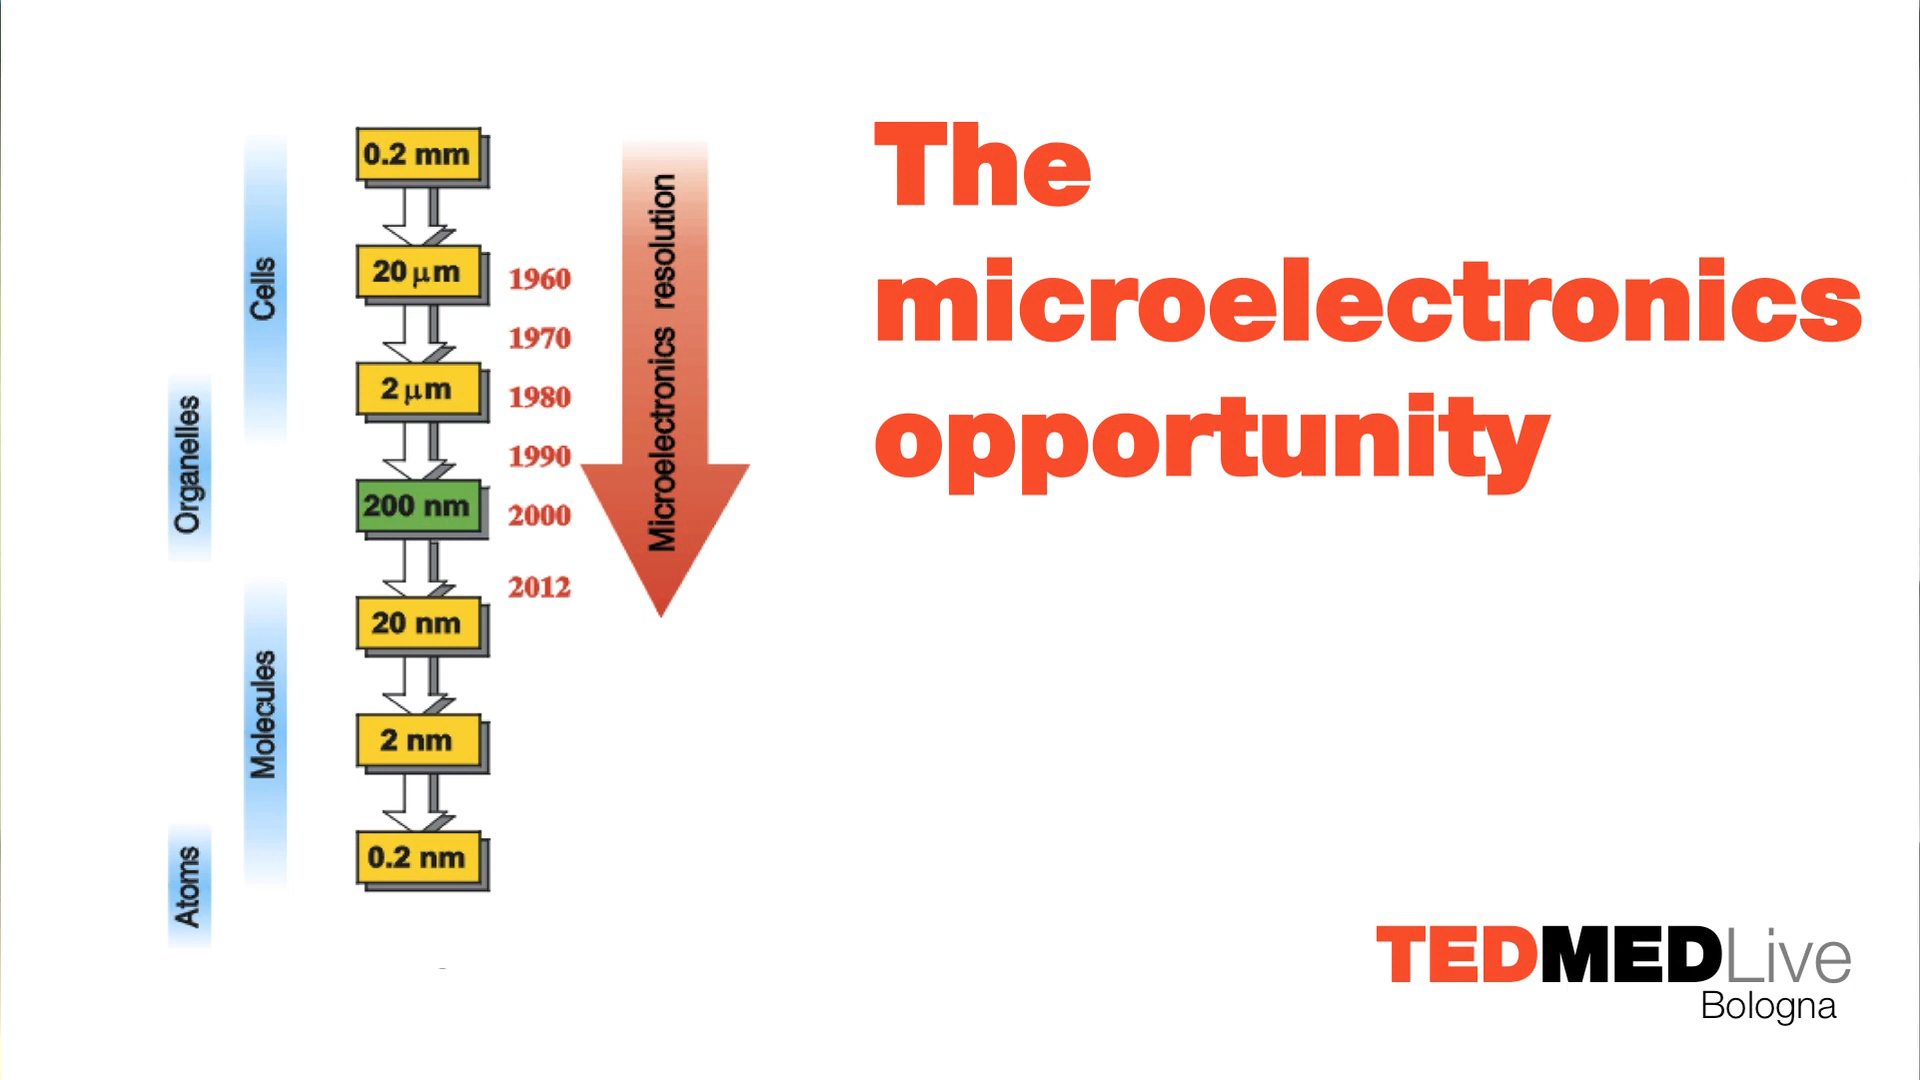 The
microelectronics
opportunity
Cells
Organelles
Molecules
Atoms
0.2 mm
20 μm
2 μm
200 nm
20 nm
2 nm
0.2 nm
1960
1970
1980
1990
2000
2012
Microelectronics resolution
TEDMEDLive
Bologna